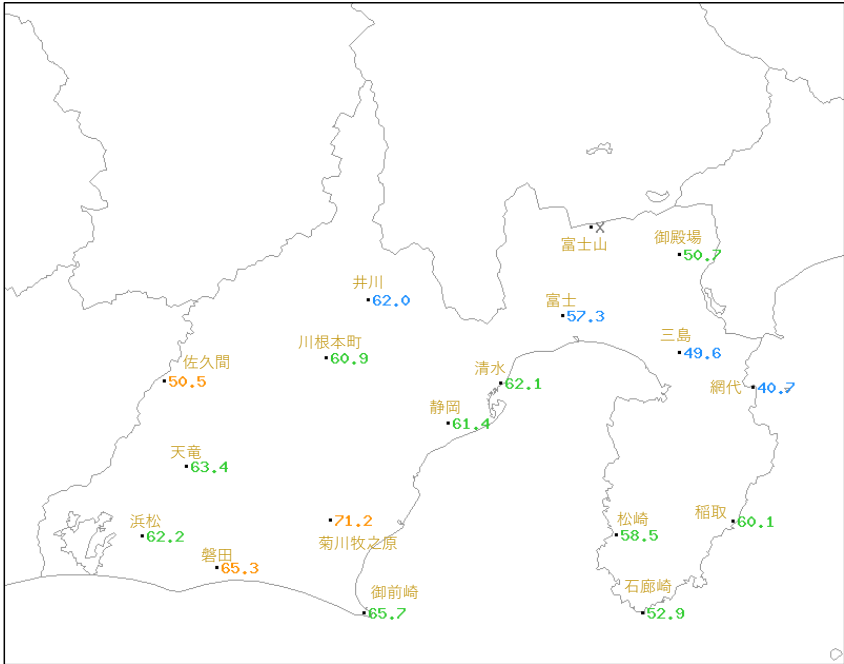 x
富士山
御殿場
50.7
井川
62.0
富士
57.3
川根本町
60.9
三島
49.6
佐久間
50.5
清水
62.1
網代
40.7
静岡
61.4
天竜
63.4
浜松
62.2
71.2
菊川牧之原
松崎
58.5
稲取
60.1
磐田
65.3
御前崎
65.7
石廊崎
52.9